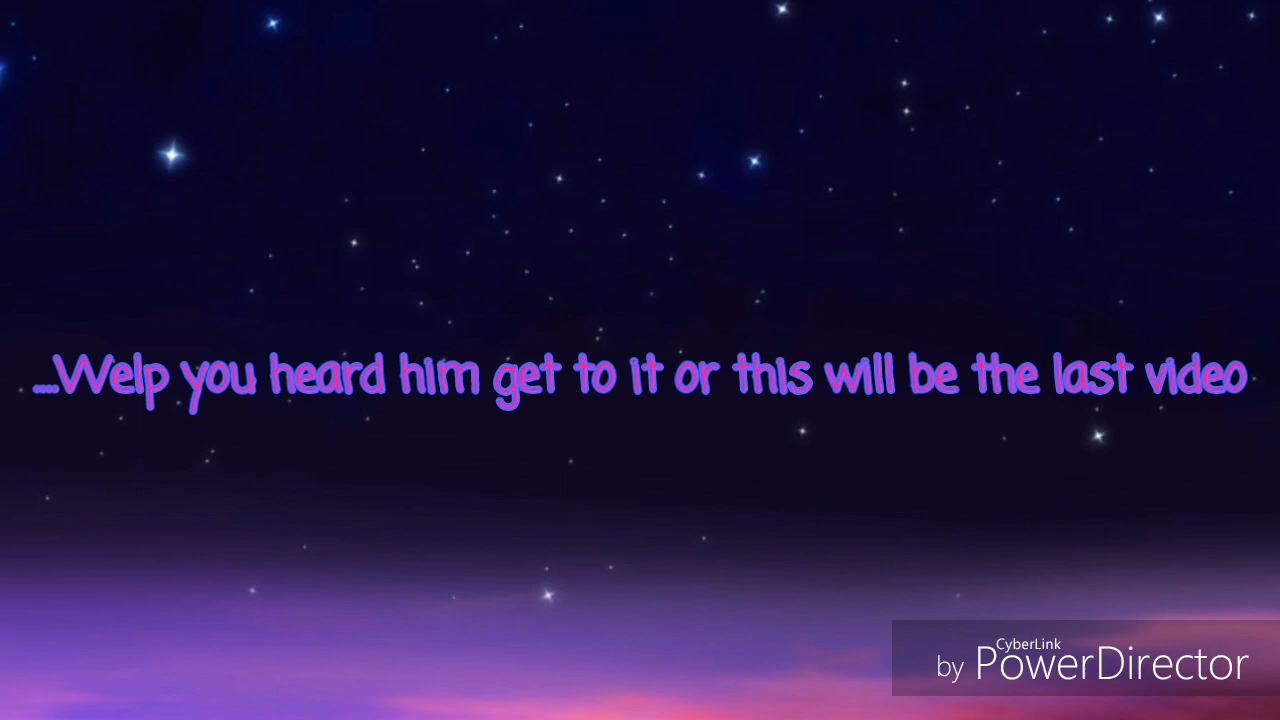 ....Welp you heard him get to it or this will be the last video
CyberLink
by PowerDirector